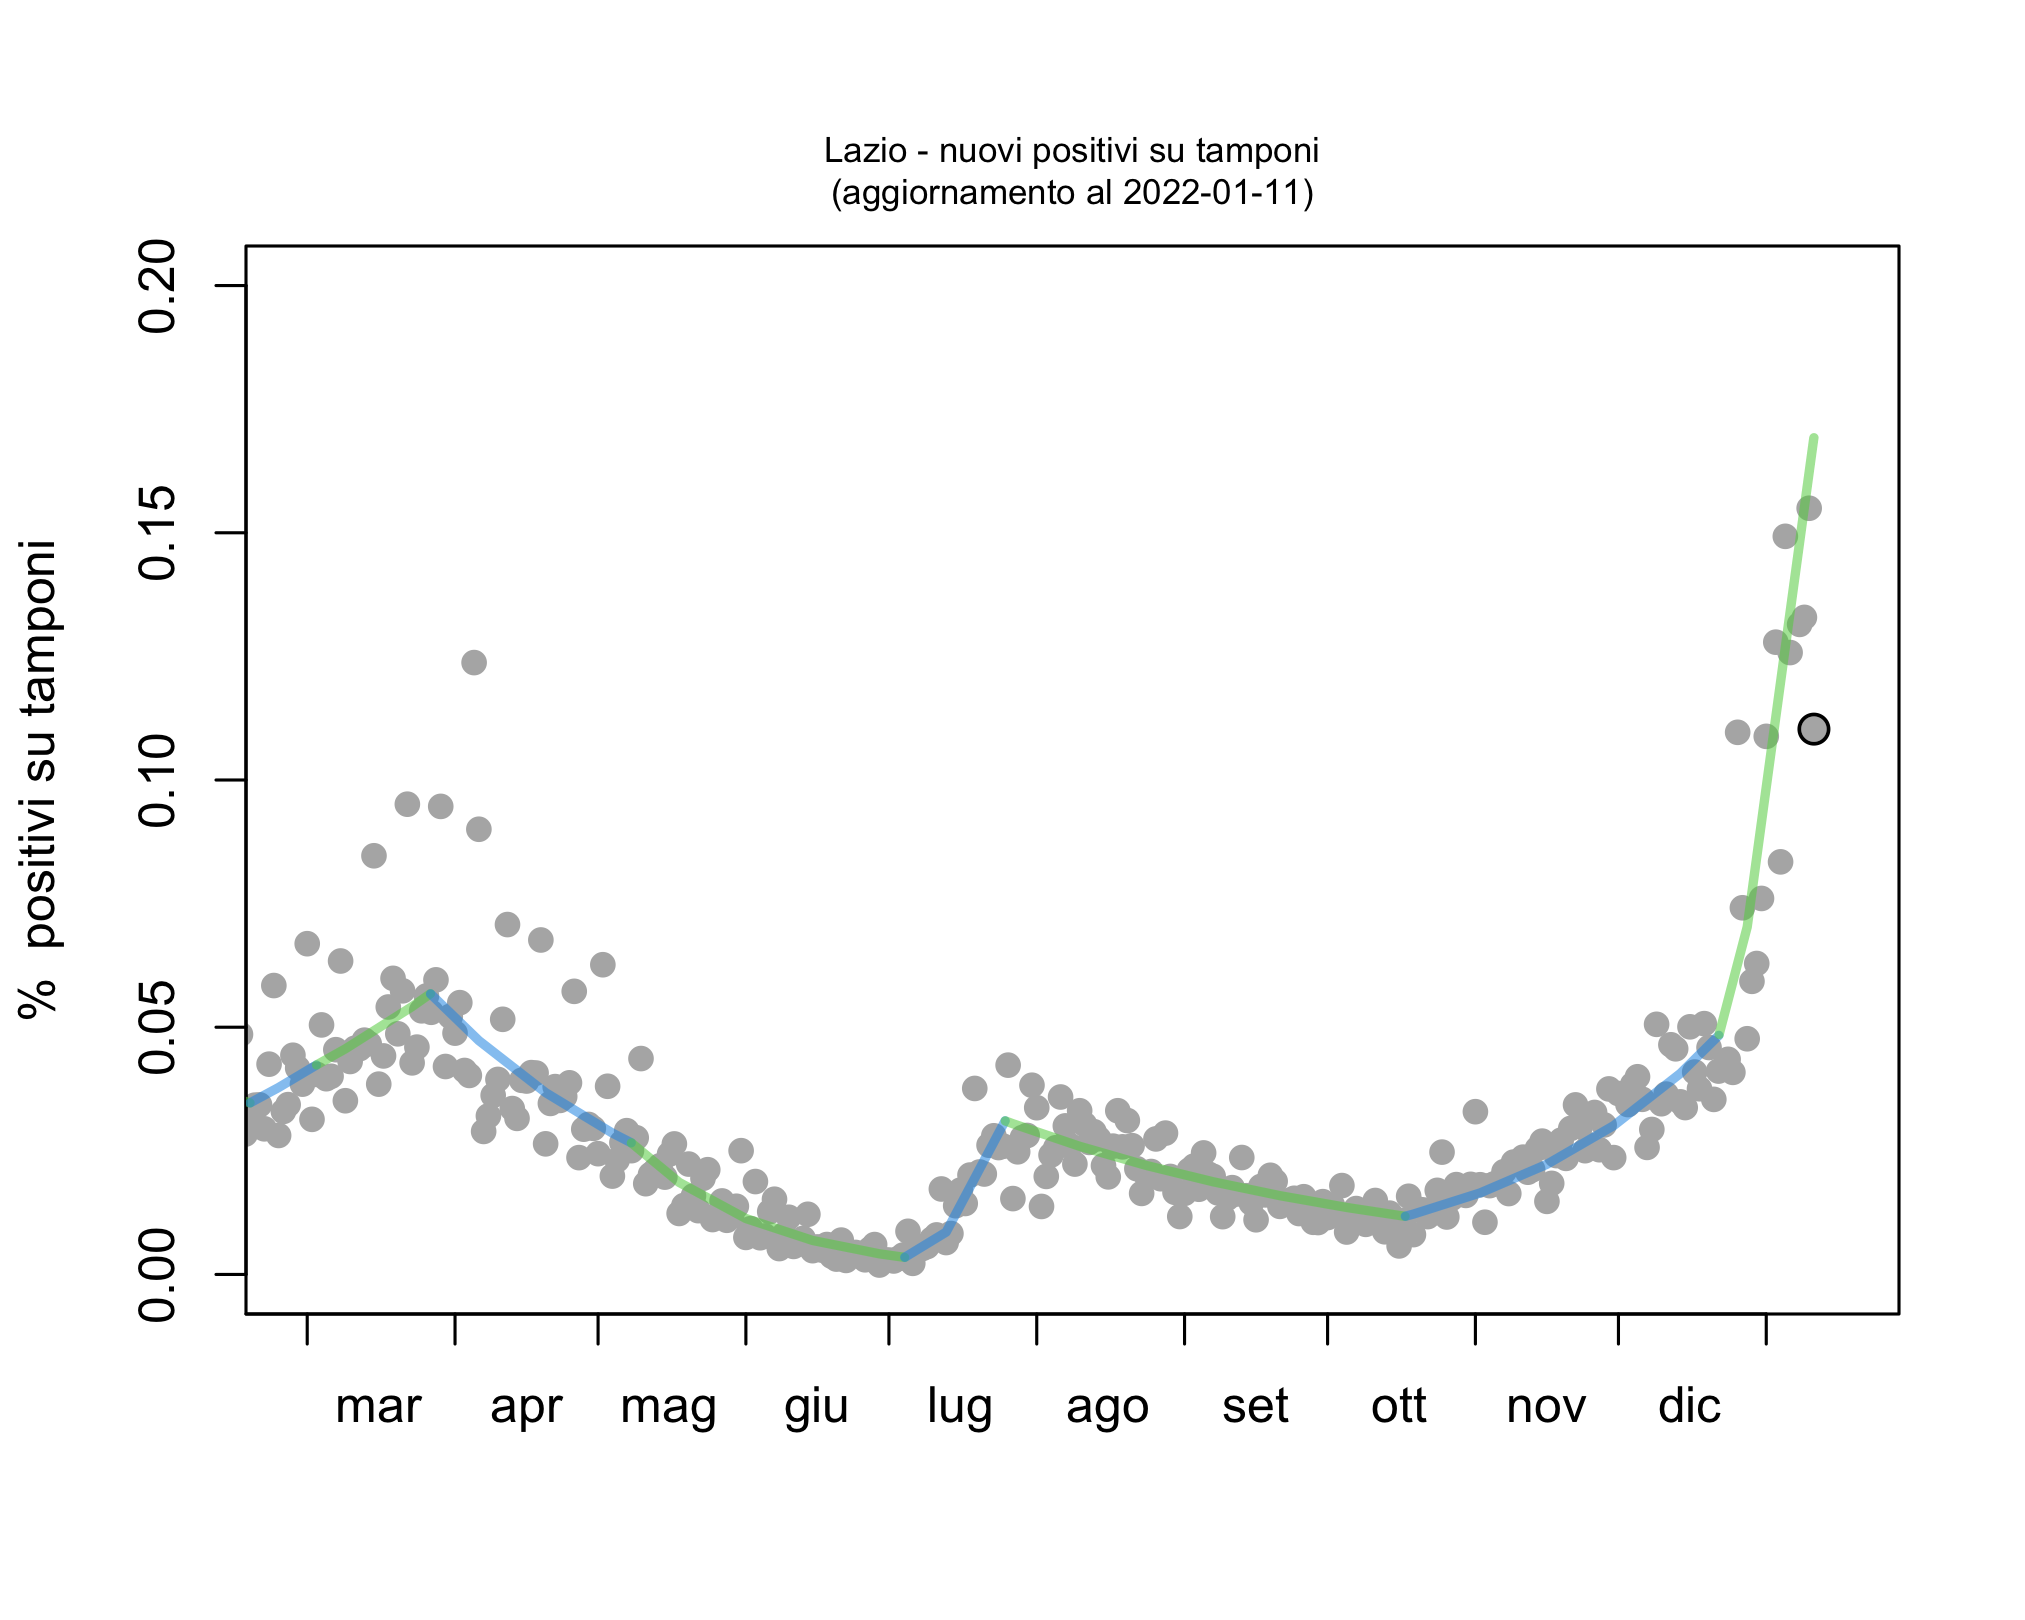 Lazio - nuovi positivi su tamponi
(aggiornamento al 2022-01-11)
% positivi su tamponi
0.20
0.15
0.10
0.05
0.00
mar apr mag giu lug ago set ott nov dic